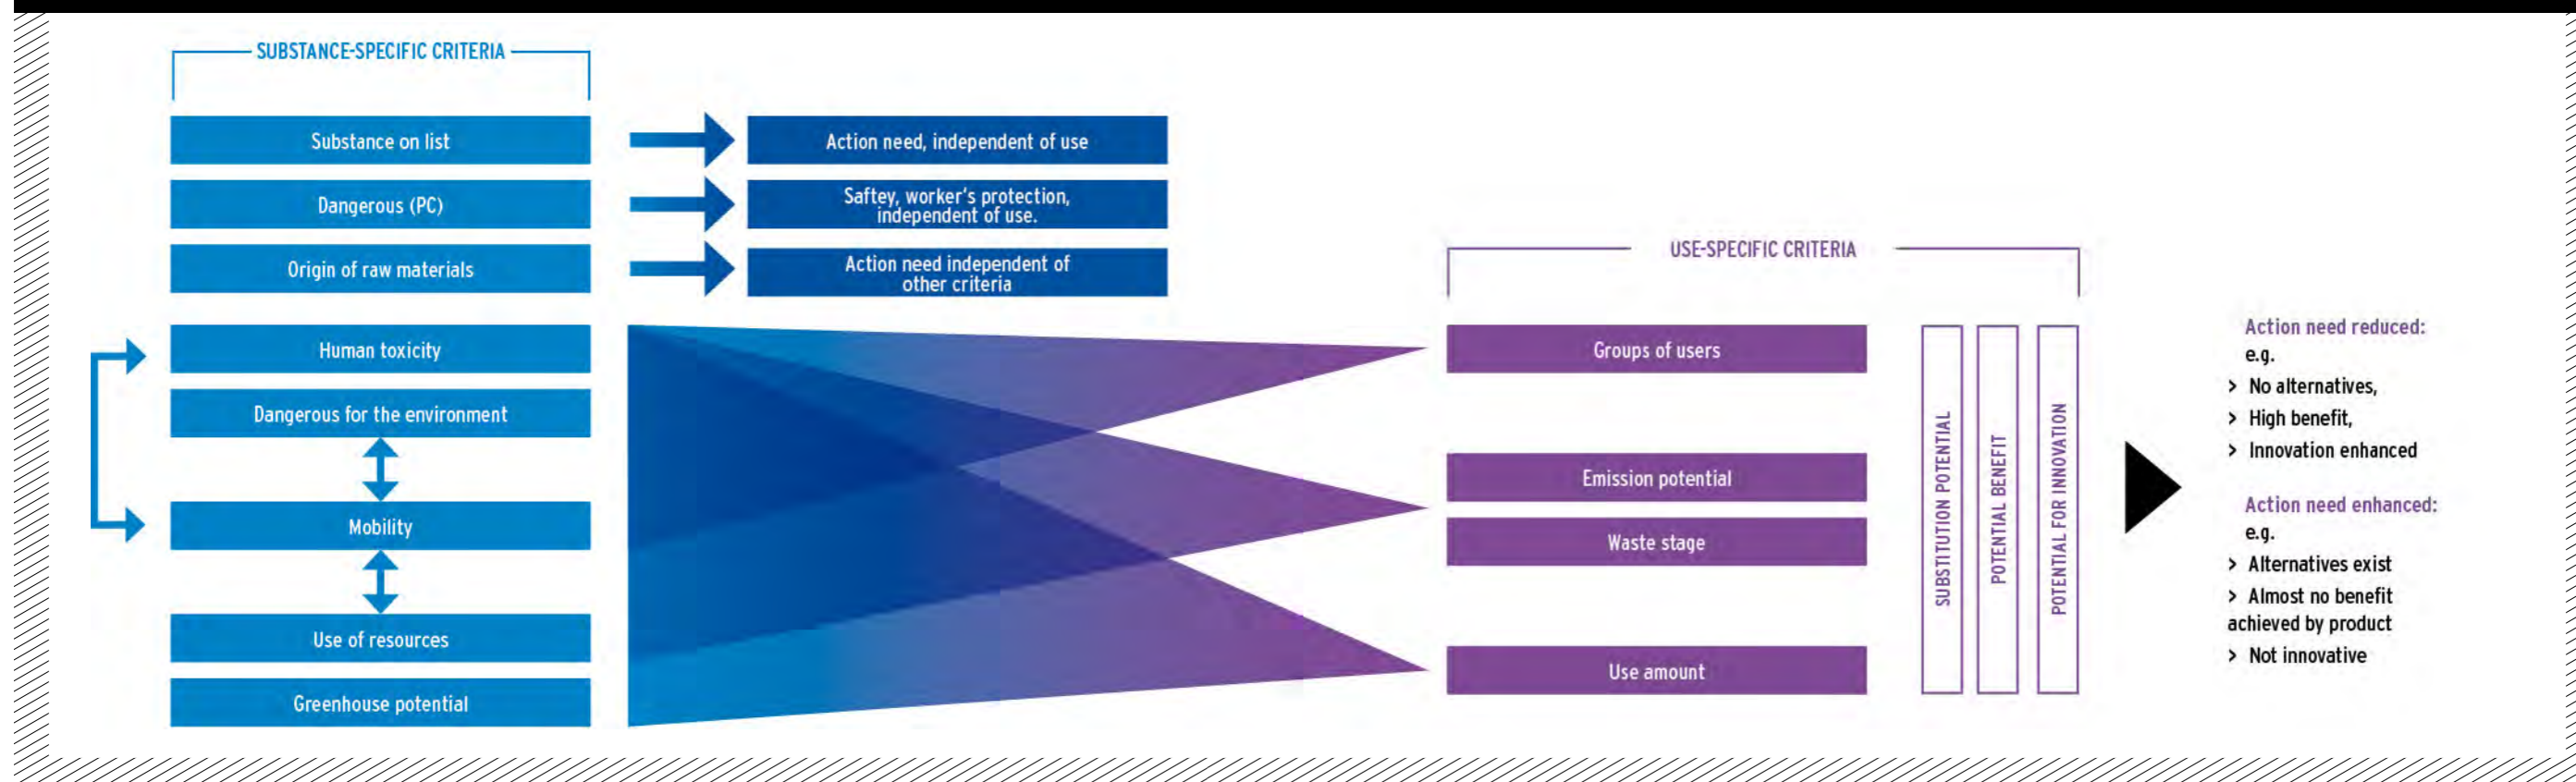 SUBSTANCE-SPECIFIC CRITERIA
Substance on list
Action need, independent of use
Dangerous (PC)
Saftey, worker's protection,
independent of use.
Origin of raw materials
Action need independent of
other criteria
Human toxicity
Dangerous for the environment
Mobility
Use of resources
Greenhouse potential
USE-SPECIFIC CRITERIA
Groups of users
Emission potential
Waste stage
Use amount
SUBSTITUTION POTENTIAL
POTENTIAL BENEFIT
POTENTIAL FOR INNOVATION
Action need reduced:
e.g.
> No alternatives,
> High benefit,
> Innovation enhanced
Action need enhanced:
e.g.
> Alternatives exist
> Almost no benefit
achieved by product
> Not innovative